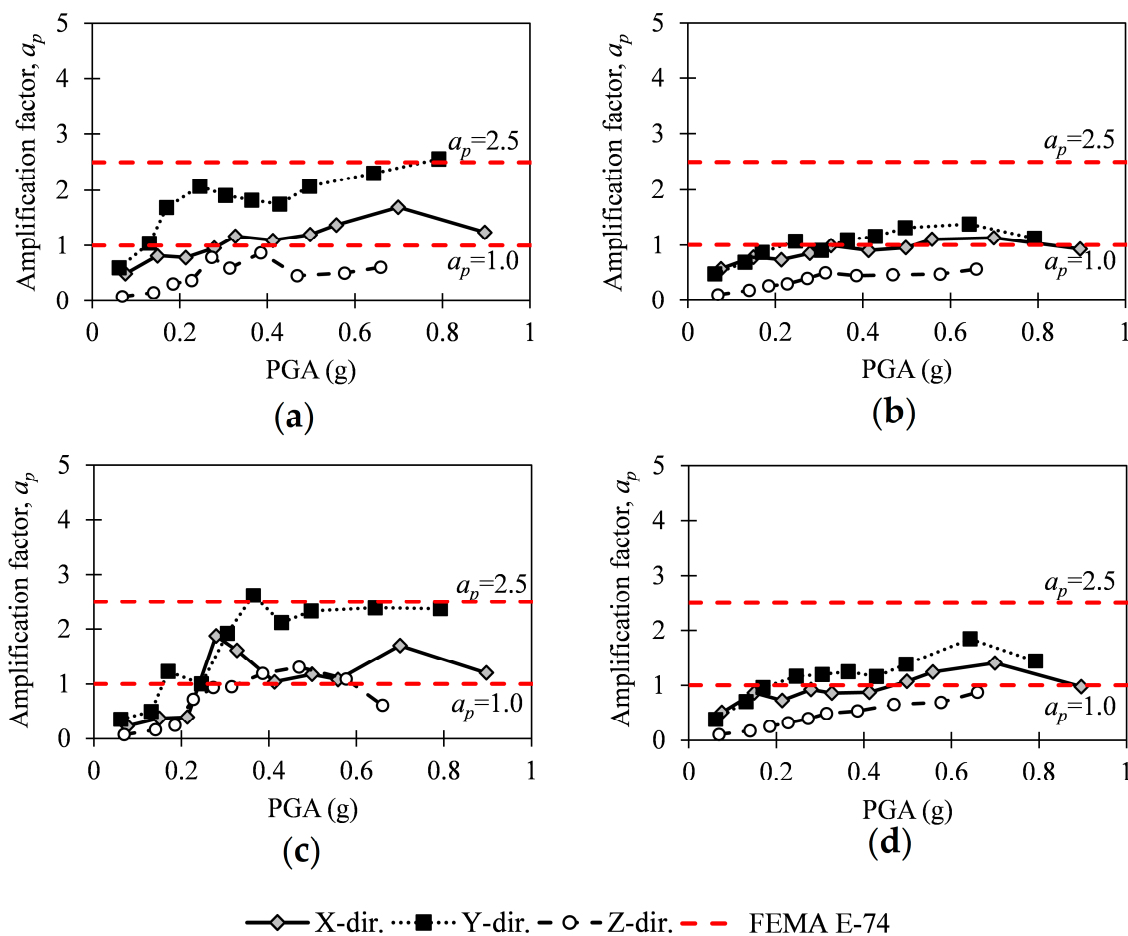 Amplification factor, ap
5
4
3
2
1
0
ap=2.5
ap=1.0
0 0.2 0.4 0.6 0.8 1
PGA (g)
(a)
Amplification factor, ap
5
4
3
2
1
0
ap=2.5
ap=1.0
0 0.2 0.4 0.6 0.8 1
PGA (g)
(b)
Amplification factor, ap
5
4
3
2
1
0
ap=2.5
ap=1.0
0 0.2 0.4 0.6 0.8 1
PGA (g)
(c)
Amplification factor, ap
5
4
3
2
1
0
ap=2.5
ap=1.0
0 0.2 0.4 0.6 0.8 1
PGA (g)
(d)
X-dir. Y-dir. Z-dir. FEMA E-74